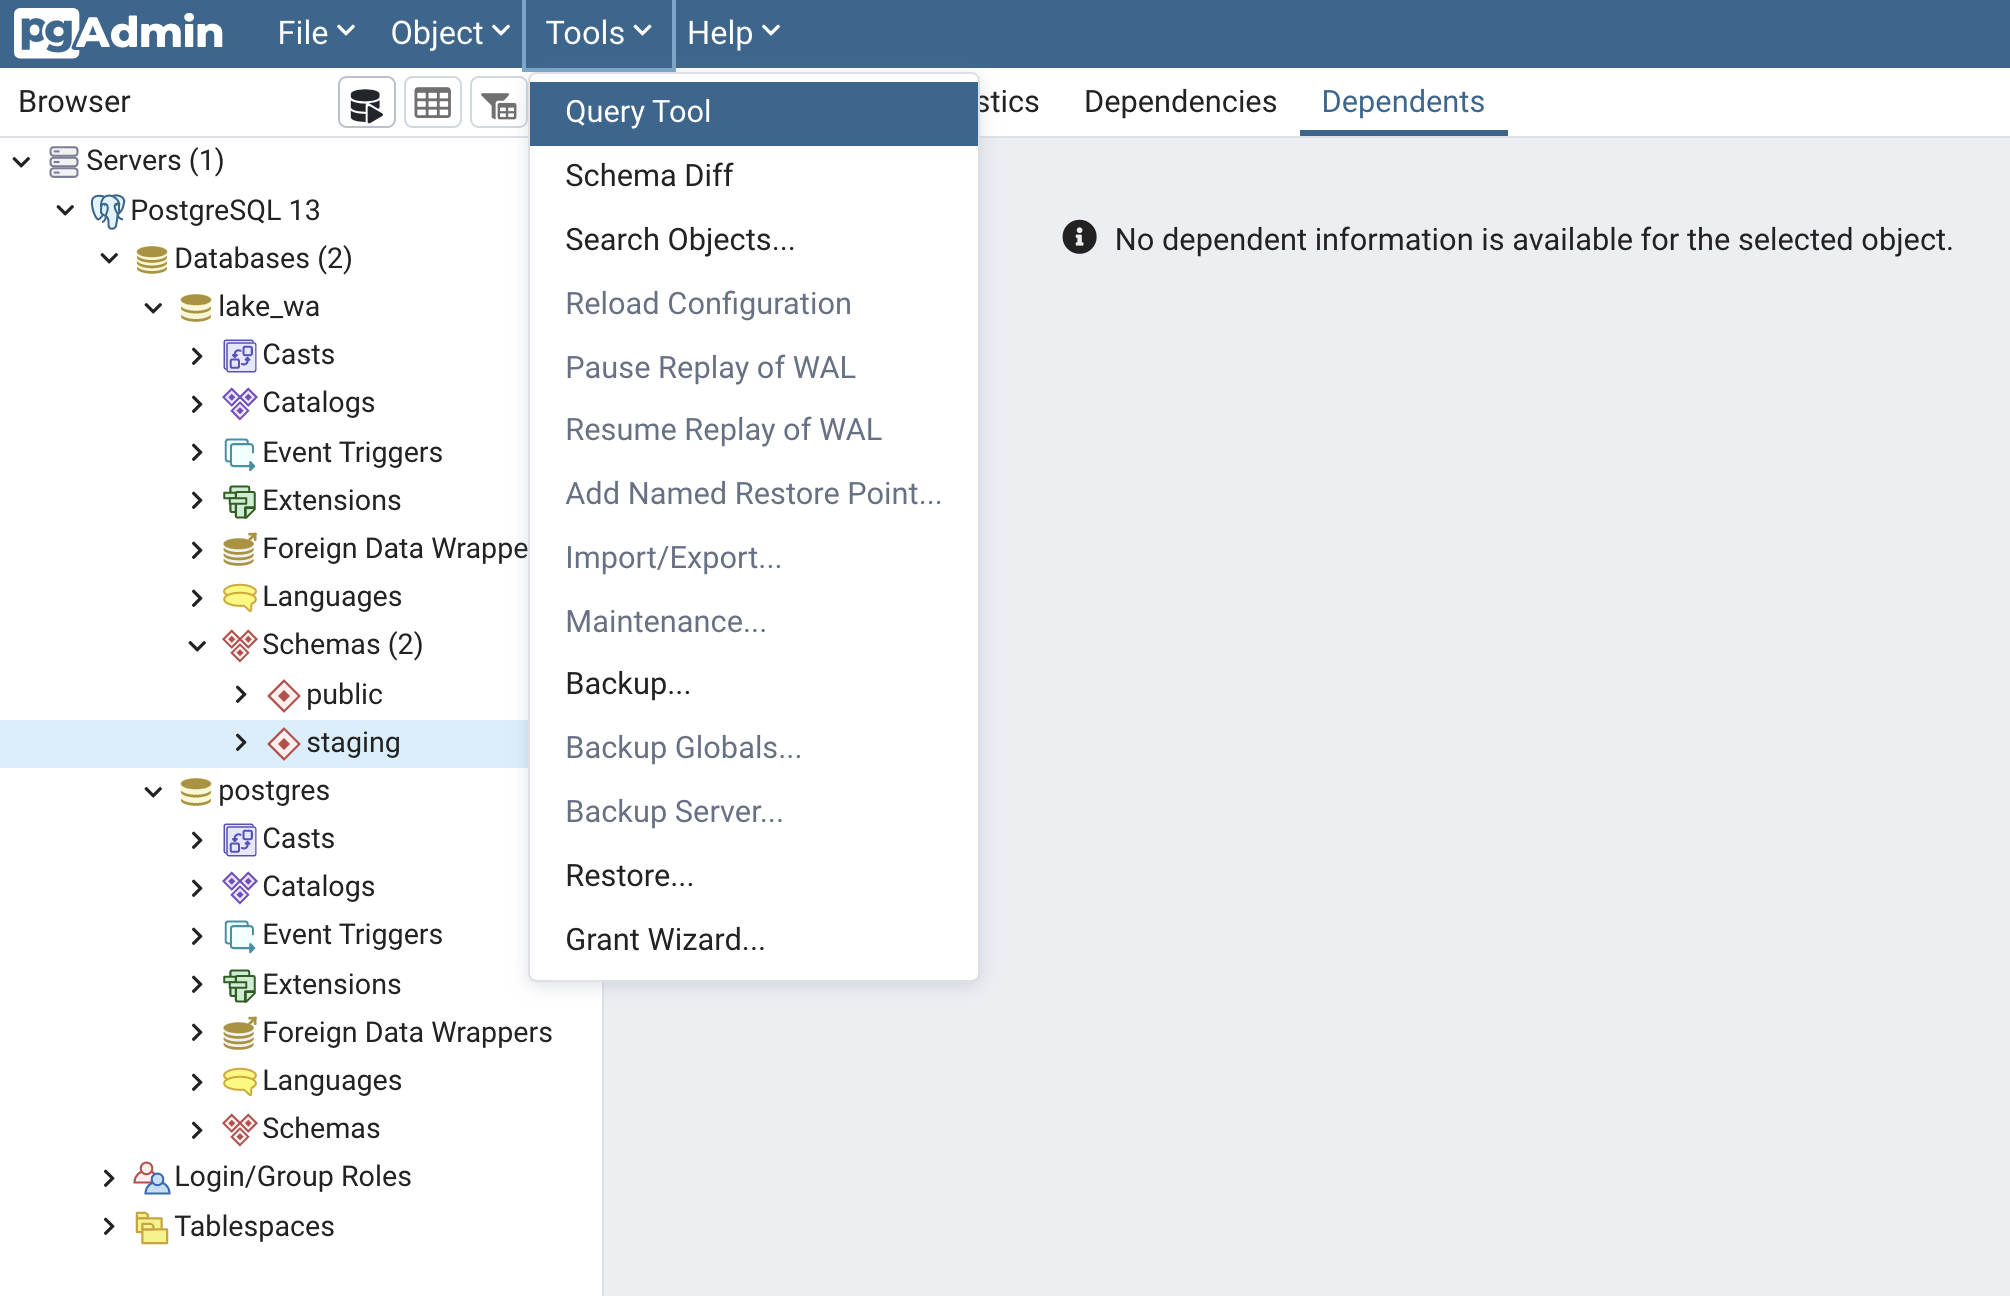 pgAdmin File Object Tools Help
Browser
Servers (1)
PostgreSQL 13
Databases (2)
lake_wa
Casts
Catalogs
Event Triggers
Extensions
Foreign Data Wrappe
Languages
Schemas (2)
public
staging
postgres
Casts
Catalogs
Event Triggers
Extensions
Foreign Data Wrappers
Languages
Schemas
Login/Group Roles
Tablespaces
Query Tool
Schema Diff
Search Objects...
Reload Configuration
Pause Replay of WAL
Resume Replay of WAL
Add Named Restore Point...
Import/Export...
Maintenance...
Backup...
Backup Globals...
Backup Server...
Restore...
Grant Wizard...
stics Dependencies Dependents
No dependent information is available for the selected object.